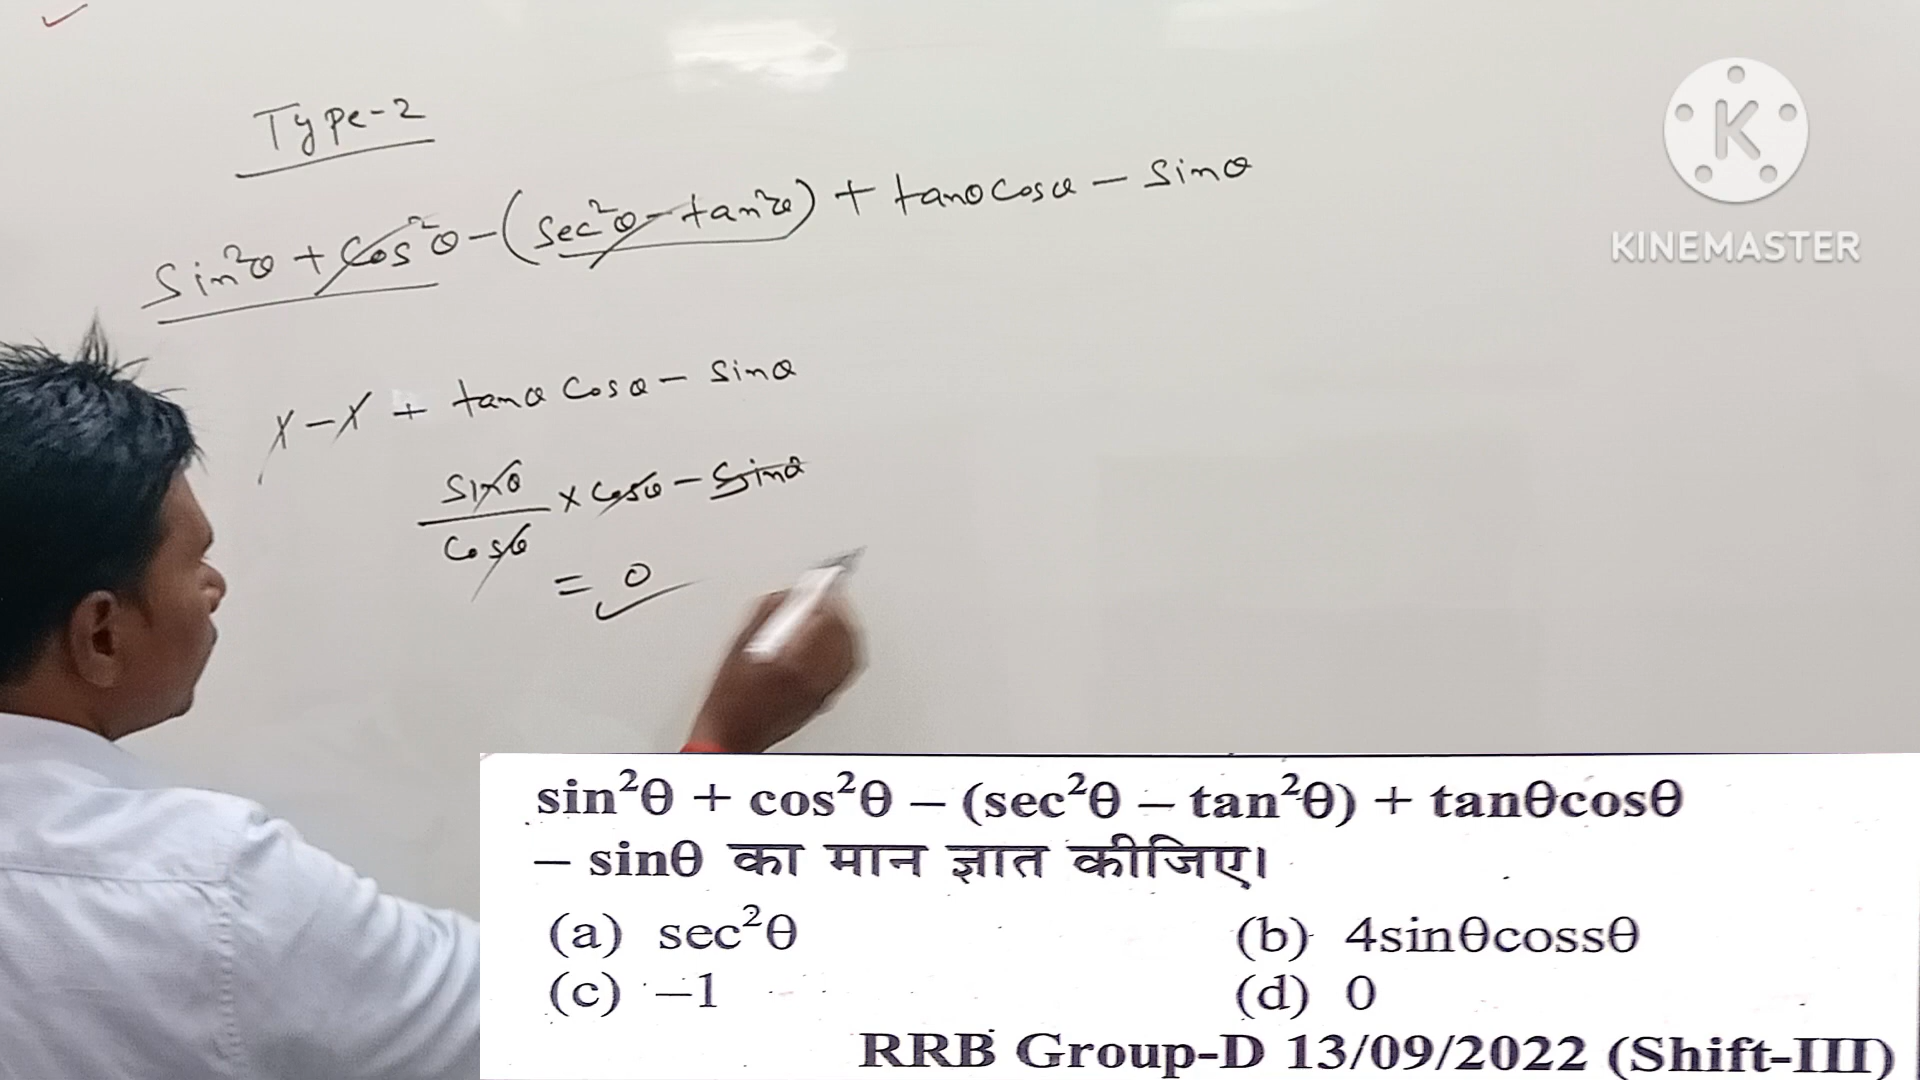 Type-2
sin²θ + cos²θ - (sec²θ - tan²θ) + tanθ cosθ - sinθ
1 - 1 + tanθ cosθ - sinθ
sinθ/cosθ × cosθ - sinθ
= 0
K
KINEMASTER
sin²θ + cos²θ – (sec²θ – tan²θ) + tanθcosθ
– sinθ का मान ज्ञात कीजिए।
(a) sec²θ (b) 4sinθcossθ
(c) –1 (d) 0
RRB Group-D 13/09/2022 (Shift-III)